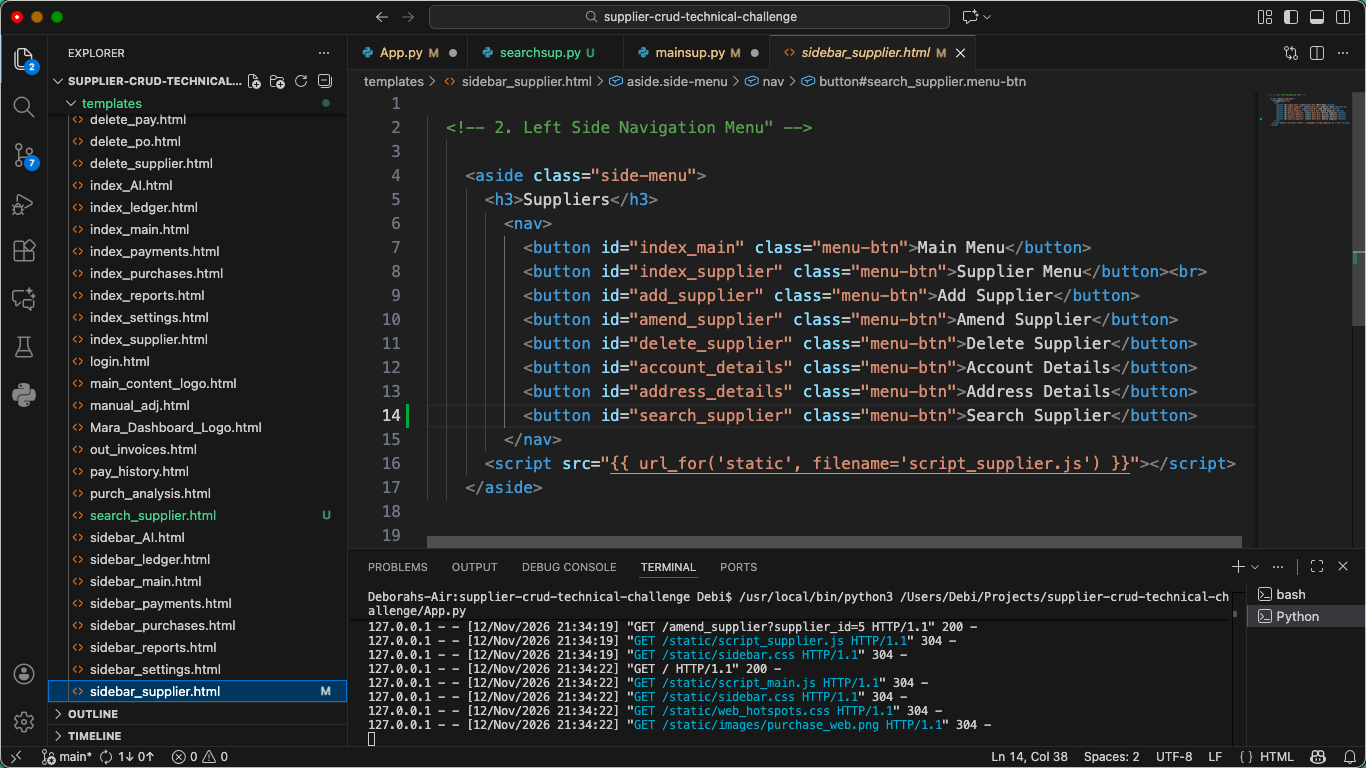 supplier-crud-technical-challenge
EXPLORER
SUPPLIER-CRUD-TECHNICAL...
templates
delete_pay.html
delete_po.html
delete_supplier.html
index_AI.html
index_ledger.html
index_main.html
index_payments.html
index_purchases.html
index_reports.html
index_settings.html
index_supplier.html
login.html
main_content_logo.html
manual_adj.html
Mara_Dashboard_Logo.html
out_invoices.html
pay_history.html
purch_analysis.html
search_supplier.html U
sidebar_AI.html
sidebar_ledger.html
sidebar_main.html
sidebar_payments.html
sidebar_purchases.html
sidebar_reports.html
sidebar_settings.html
sidebar_supplier.html M
OUTLINE
TIMELINE
2
7
App.py M
searchsup.py U
mainsup.py M
sidebar_supplier.html M
templates > sidebar_supplier.html > aside.side-menu > nav > button#search_supplier.menu-btn
1
2 <!-- 2. Left Side Navigation Menu" -->
3
4 <aside class="side-menu">
5 <h3>Suppliers</h3>
6 <nav>
7 <button id="index_main" class="menu-btn">Main Menu</button>
8 <button id="index_supplier" class="menu-btn">Supplier Menu</button><br>
9 <button id="add_supplier" class="menu-btn">Add Supplier</button>
10 <button id="amend_supplier" class="menu-btn">Amend Supplier</button>
11 <button id="delete_supplier" class="menu-btn">Delete Supplier</button>
12 <button id="account_details" class="menu-btn">Account Details</button>
13 <button id="address_details" class="menu-btn">Address Details</button>
14 <button id="search_supplier" class="menu-btn">Search Supplier</button>
15 </nav>
16 <script src="{{ url_for('static', filename='script_supplier.js') }}"></script>
17 </aside>
18
19
PROBLEMS OUTPUT DEBUG CONSOLE TERMINAL PORTS
Deborahs-Air:supplier-crud-technical-challenge Debi$ /usr/local/bin/python3 /Users/Debi/Projects/supplier-crud-technical-ch
allenge/App.py
127.0.0.1 - - [12/Nov/2026 21:34:19] "GET /amend_supplier?supplier_id=5 HTTP/1.1" 200 -
127.0.0.1 - - [12/Nov/2026 21:34:19] "GET /static/script_supplier.js HTTP/1.1" 304 -
127.0.0.1 - - [12/Nov/2026 21:34:19] "GET /static/sidebar.css HTTP/1.1" 304 -
127.0.0.1 - - [12/Nov/2026 21:34:22] "GET / HTTP/1.1" 200 -
127.0.0.1 - - [12/Nov/2026 21:34:22] "GET /static/script_main.js HTTP/1.1" 304 -
127.0.0.1 - - [12/Nov/2026 21:34:22] "GET /static/sidebar.css HTTP/1.1" 304 -
127.0.0.1 - - [12/Nov/2026 21:34:22] "GET /static/web_hotspots.css HTTP/1.1" 304 -
127.0.0.1 - - [12/Nov/2026 21:34:22] "GET /static/images/purchase_web.png HTTP/1.1" 304 -
bash
Python
main* 1↓ 0↑ 0 0 Ln 14, Col 38 Spaces: 2 UTF-8 LF { } HTML